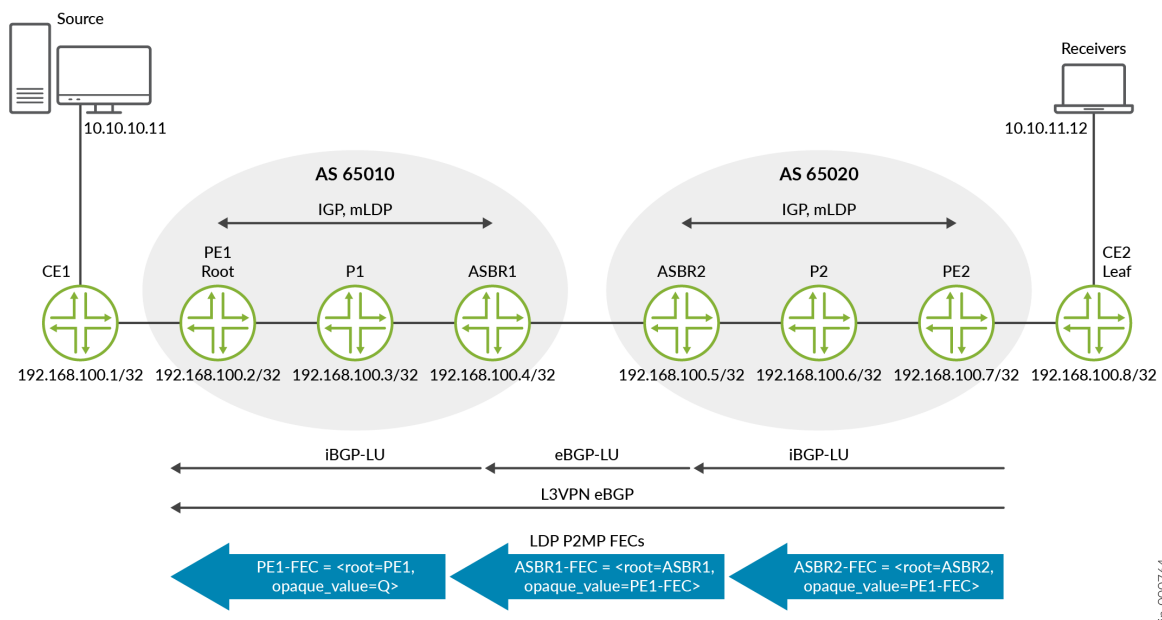 Source
Receivers
10.10.10.11
10.10.11.12
AS 65010
AS 65020
IGP, mLDP
IGP, mLDP
CE1
PE1
Root
P1
ASBR1
ASBR2
P2
PE2
CE2
Leaf
192.168.100.1/32
192.168.100.2/32
192.168.100.3/32
192.168.100.4/32
192.168.100.5/32
192.168.100.6/32
192.168.100.7/32
192.168.100.8/32
iBGP-LU
eBGP-LU
iBGP-LU
L3VPN eBGP
LDP P2MP FECs
PE1-FEC = <root=PE1,
opaque_value=Q>
ASBR1-FEC = <root=ASBR1,
opaque_value=PE1-FEC>
ASBR2-FEC = <root=ASBR2,
opaque_value=PE1-FEC>